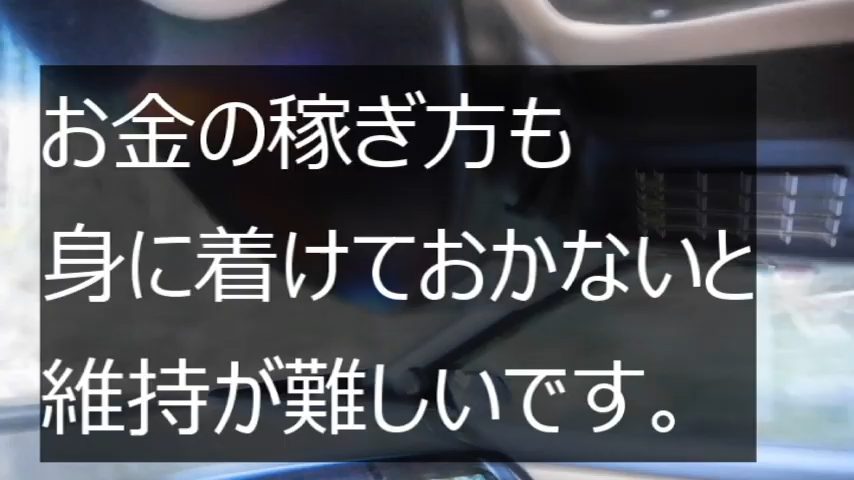 お金の稼ぎ方も
身に着けておかないと
維持が難しいです。